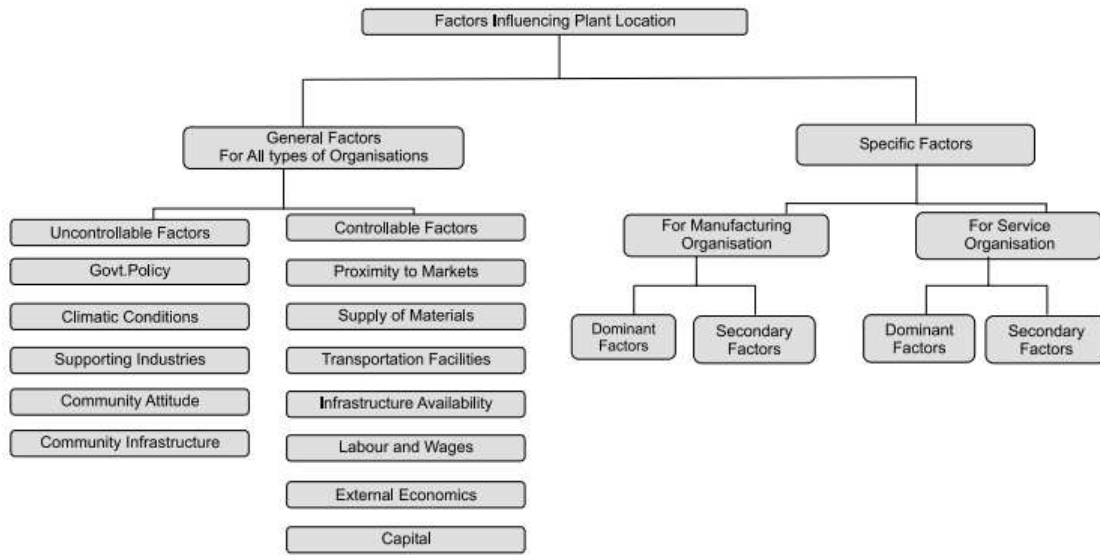 Factors Influencing Plant Location
General Factors
For All types of Organisations
Specific Factors
Uncontrollable Factors
Govt.Policy
Climatic Conditions
Supporting Industries
Community Attitude
Community Infrastructure
Controllable Factors
Proximity to Markets
Supply of Materials
Transportation Facilities
Infrastructure Availability
Labour and Wages
External Economics
Capital
For Manufacturing
Organisation
Dominant
Factors
Secondary
Factors
For Service
Organisation
Dominant
Factors
Secondary
Factors